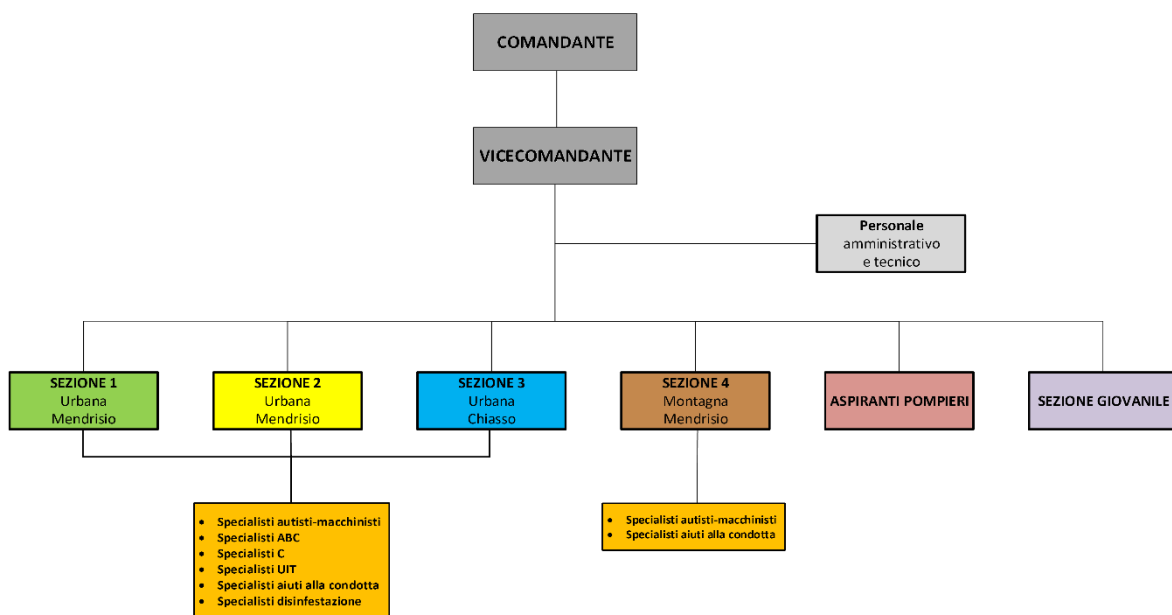 COMANDANTE
VICECOMANDANTE
Personale
amministrativo
e tecnico
SEZIONE 1
Urbana
Mendrisio
SEZIONE 2
Urbana
Mendrisio
SEZIONE 3
Urbana
Chiasso
SEZIONE 4
Montagna
Mendrisio
ASPIRANTI POMPIERI
SEZIONE GIOVANILE
• Specialisti autisti-macchinisti
• Specialisti ABC
• Specialisti C
• Specialisti UIT
• Specialisti aiuti alla condotta
• Specialisti disinfestazione
• Specialisti autisti-macchinisti
• Specialisti aiuti alla condotta